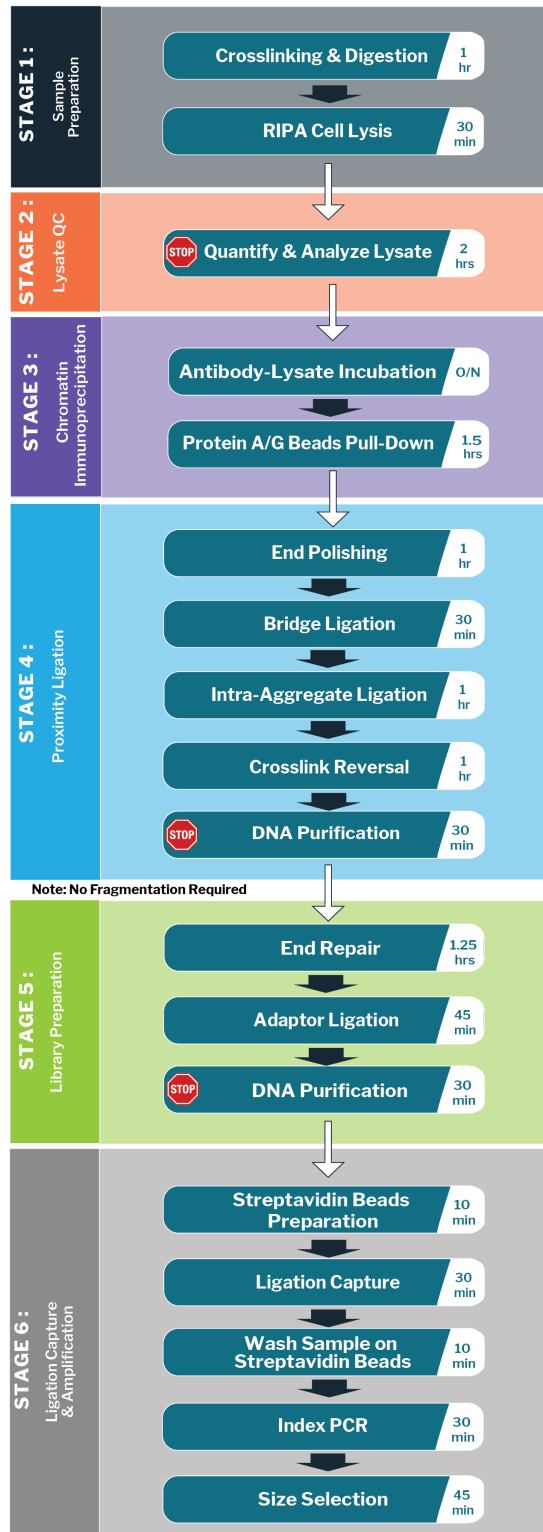 STAGE 1 :
Sample
Preparation
Crosslinking & Digestion
1
hr
RIPA Cell Lysis
30
min
STAGE 2 :
Lysate QC
STOP
Quantify & Analyze Lysate
2
hrs
STAGE 3 :
Chromatin
Immunoprecipitation
Antibody-Lysate Incubation
O/N
Protein A/G Beads Pull-Down
1.5
hrs
STAGE 4 :
Proximity Ligation
End Polishing
1
hr
Bridge Ligation
30
min
Intra-Aggregate Ligation
1
hr
Crosslink Reversal
1
hr
STOP
DNA Purification
30
min
Note: No Fragmentation Required
STAGE 5 :
Library Preparation
End Repair
1.25
hrs
Adaptor Ligation
45
min
STOP
DNA Purification
30
min
STAGE 6 :
Ligation Capture
& Amplification
Streptavidin Beads
Preparation
10
min
Ligation Capture
30
min
Wash Sample on
Streptavidin Beads
10
min
Index PCR
30
min
Size Selection
45
min